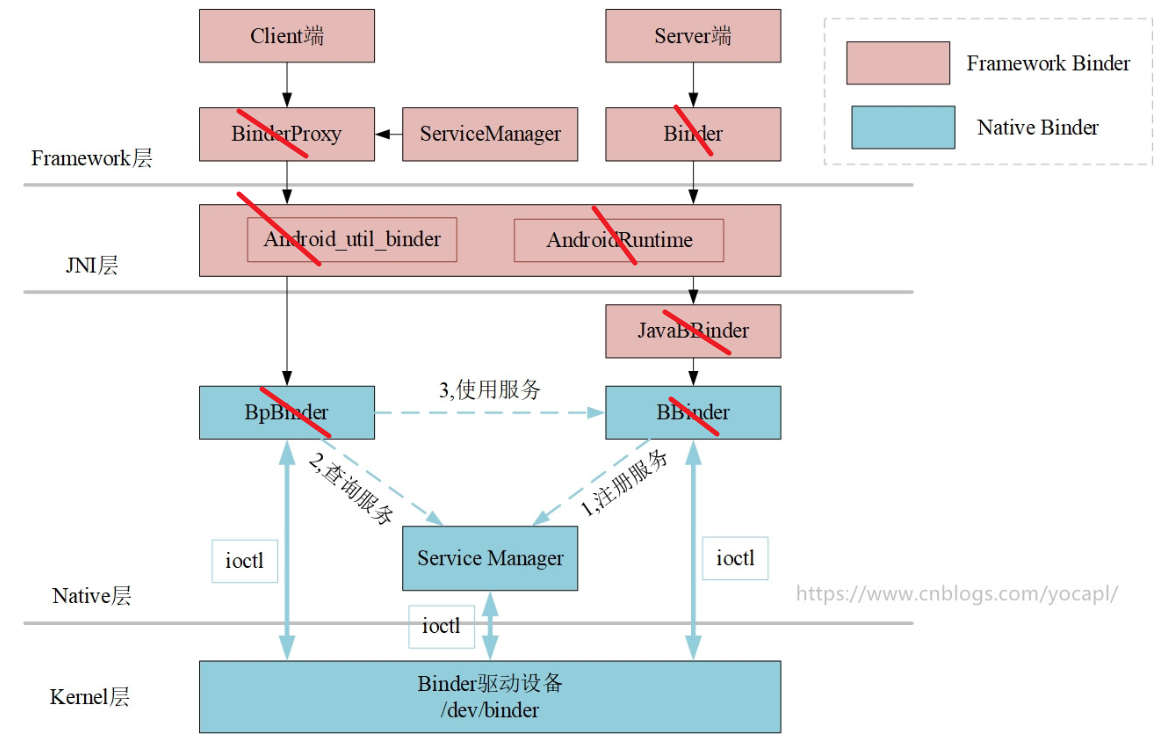 Client端
Server端
Framework Binder
BinderProxy
ServiceManager
Binder
Native Binder
Framework层
Android_util_binder
AndroidRuntime
JNI层
JavaBBinder
BpBinder
3,使用服务
BBinder
2,查询服务
1,注册服务
ioctl
Service Manager
ioctl
Native层
https://www.cnblogs.com/yocapl/
ioctl
Kernel层
Binder驱动设备
/dev/binder